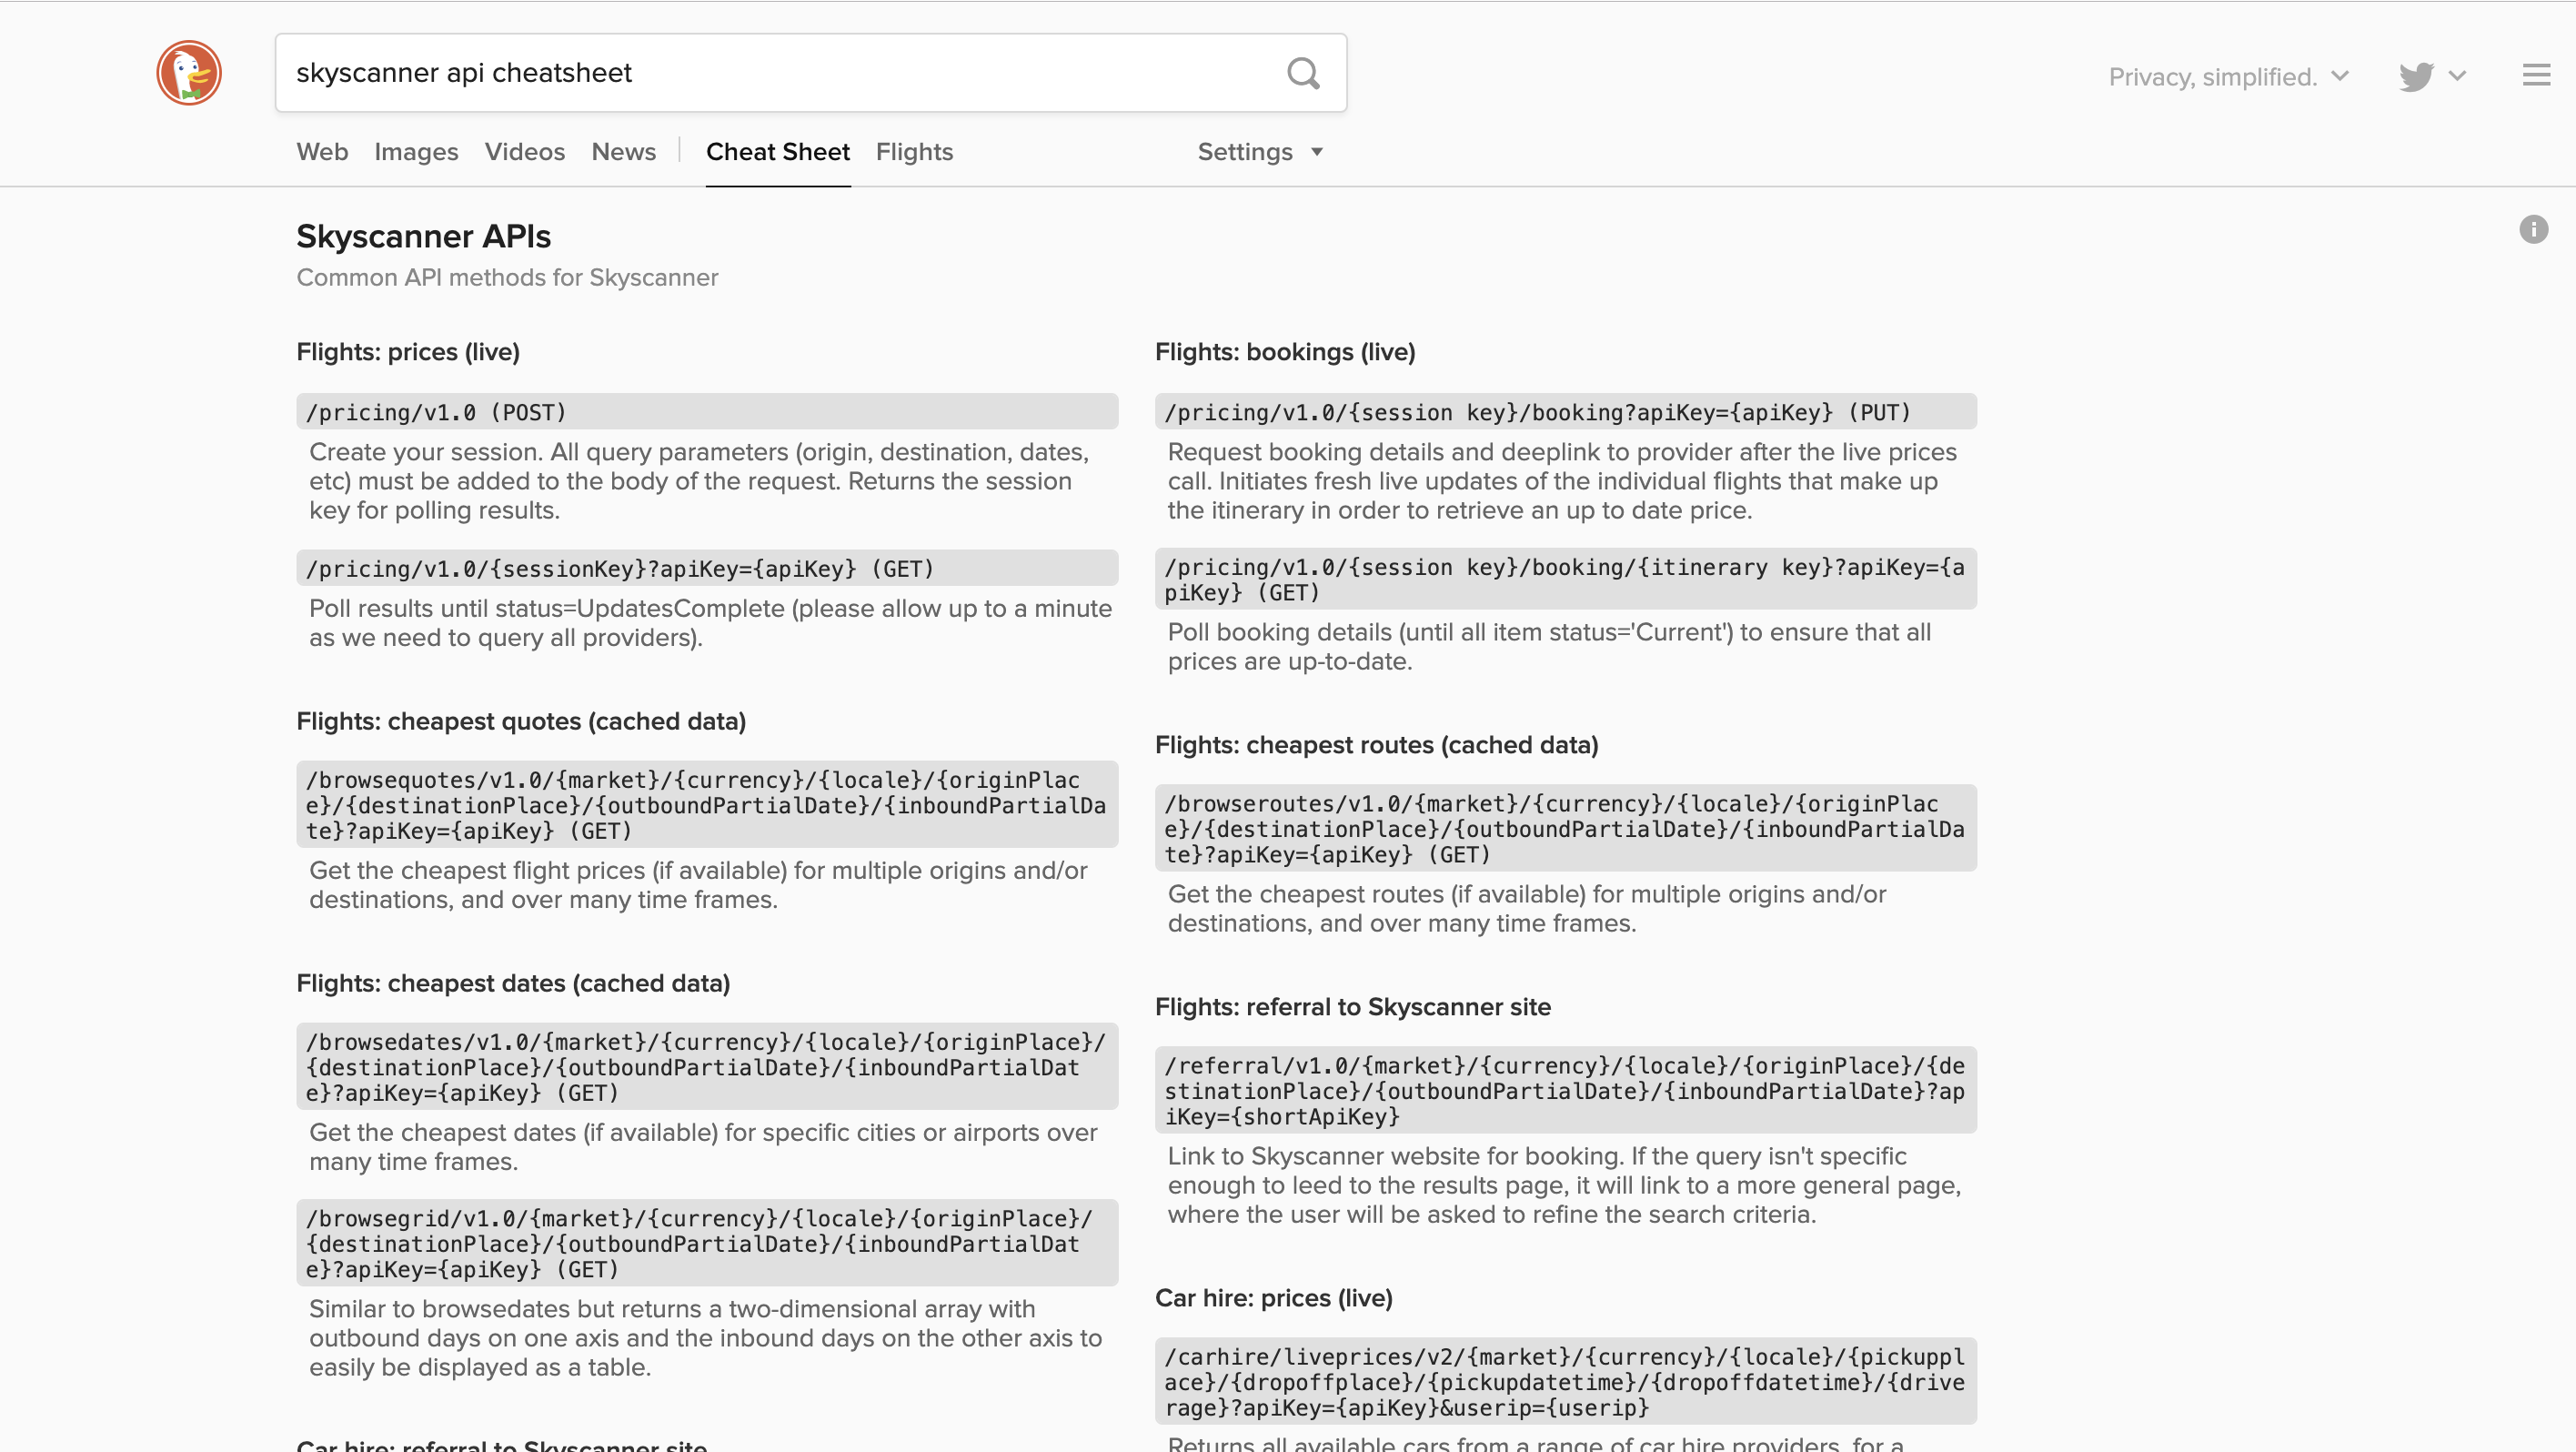 skyscanner api cheatsheet
Privacy, simplified.
Web Images Videos News Cheat Sheet Flights Settings
Skyscanner APIs
Common API methods for Skyscanner
Flights: prices (live)
/pricing/v1.0 (POST)
Create your session. All query parameters (origin, destination, dates,
etc) must be added to the body of the request. Returns the session
key for polling results.
/pricing/v1.0/{sessionKey}?apiKey={apiKey} (GET)
Poll results until status=UpdatesComplete (please allow up to a minute
as we need to query all providers).
Flights: cheapest quotes (cached data)
/browsequotes/v1.0/{market}/{currency}/{locale}/{originPlac
e}/{destinationPlace}/{outboundPartialDate}/{inboundPartialDa
te}?apiKey={apiKey} (GET)
Get the cheapest flight prices (if available) for multiple origins and/or
destinations, and over many time frames.
Flights: cheapest dates (cached data)
/browsedates/v1.0/{market}/{currency}/{locale}/{originPlace}/
{destinationPlace}/{outboundPartialDate}/{inboundPartialDat
e}?apiKey={apiKey} (GET)
Get the cheapest dates (if available) for specific cities or airports over
many time frames.
/browsegrid/v1.0/{market}/{currency}/{locale}/{originPlace}/
{destinationPlace}/{outboundPartialDate}/{inboundPartialDat
e}?apiKey={apiKey} (GET)
Similar to browsedates but returns a two-dimensional array with
outbound days on one axis and the inbound days on the other axis to
easily be displayed as a table.
Car hire: referral to Skyscanner site
Flights: bookings (live)
/pricing/v1.0/{session key}/booking?apiKey={apiKey} (PUT)
Request booking details and deeplink to provider after the live prices
call. Initiates fresh live updates of the individual flights that make up
the itinerary in order to retrieve an up to date price.
/pricing/v1.0/{session key}/booking/{itinerary key}?apiKey={a
piKey} (GET)
Poll booking details (until all item status='Current') to ensure that all
prices are up-to-date.
Flights: cheapest routes (cached data)
/browseroutes/v1.0/{market}/{currency}/{locale}/{originPlac
e}/{destinationPlace}/{outboundPartialDate}/{inboundPartialDa
te}?apiKey={apiKey} (GET)
Get the cheapest routes (if available) for multiple origins and/or
destinations, and over many time frames.
Flights: referral to Skyscanner site
/referral/v1.0/{market}/{currency}/{locale}/{originPlace}/{de
stinationPlace}/{outboundPartialDate}/{inboundPartialDate}?ap
iKey={shortApiKey}
Link to Skyscanner website for booking. If the query isn't specific
enough to leed to the results page, it will link to a more general page,
where the user will be asked to refine the search criteria.
Car hire: prices (live)
/carhire/liveprices/v2/{market}/{currency}/{locale}/{pickuppl
ace}/{dropoffplace}/{pickupdatetime}/{dropoffdatetime}/{drive
rage}?apiKey={apiKey}&userip={userip}
Returns all available cars from a range of car hire providers, for a